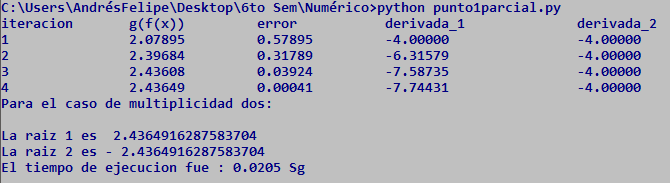 C:\Users\AndrésFelipe\Desktop\6to Sem\Numérico>python punto1parcial.py
iteracion g(f(x)) error derivada_1 derivada_2
1 2.07895 0.57895 -4.00000 -4.00000
2 2.39684 0.31789 -6.31579 -4.00000
3 2.43608 0.03924 -7.58735 -4.00000
4 2.43649 0.00041 -7.74431 -4.00000
Para el caso de multiplicidad dos:
La raiz 1 es 2.4364916287583704
La raiz 2 es - 2.4364916287583704
El tiempo de ejecucion fue : 0.0205 Sg